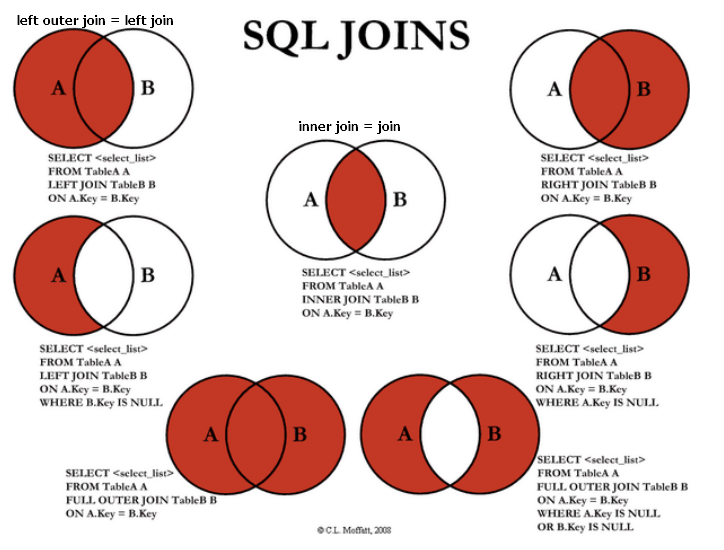 left outer join = left join
SQL JOINS
A
B
SELECT <select_list>
FROM TableA A
LEFT JOIN TableB B
ON A.Key = B.Key
A
B
SELECT <select_list>
FROM TableA A
RIGHT JOIN TableB B
ON A.Key = B.Key
inner join = join
A
B
SELECT <select_list>
FROM TableA A
INNER JOIN TableB B
ON A.Key = B.Key
A
B
SELECT <select_list>
FROM TableA A
LEFT JOIN TableB B
ON A.Key = B.Key
WHERE B.Key IS NULL
A
B
SELECT <select_list>
FROM TableA A
RIGHT JOIN TableB B
ON A.Key = B.Key
WHERE A.Key IS NULL
A
B
SELECT <select_list>
FROM TableA A
FULL OUTER JOIN TableB B
ON A.Key = B.Key
A
B
SELECT <select_list>
FROM TableA A
FULL OUTER JOIN TableB B
ON A.Key = B.Key
WHERE A.Key IS NULL
OR B.Key IS NULL
© C.L. Moffatt, 2008